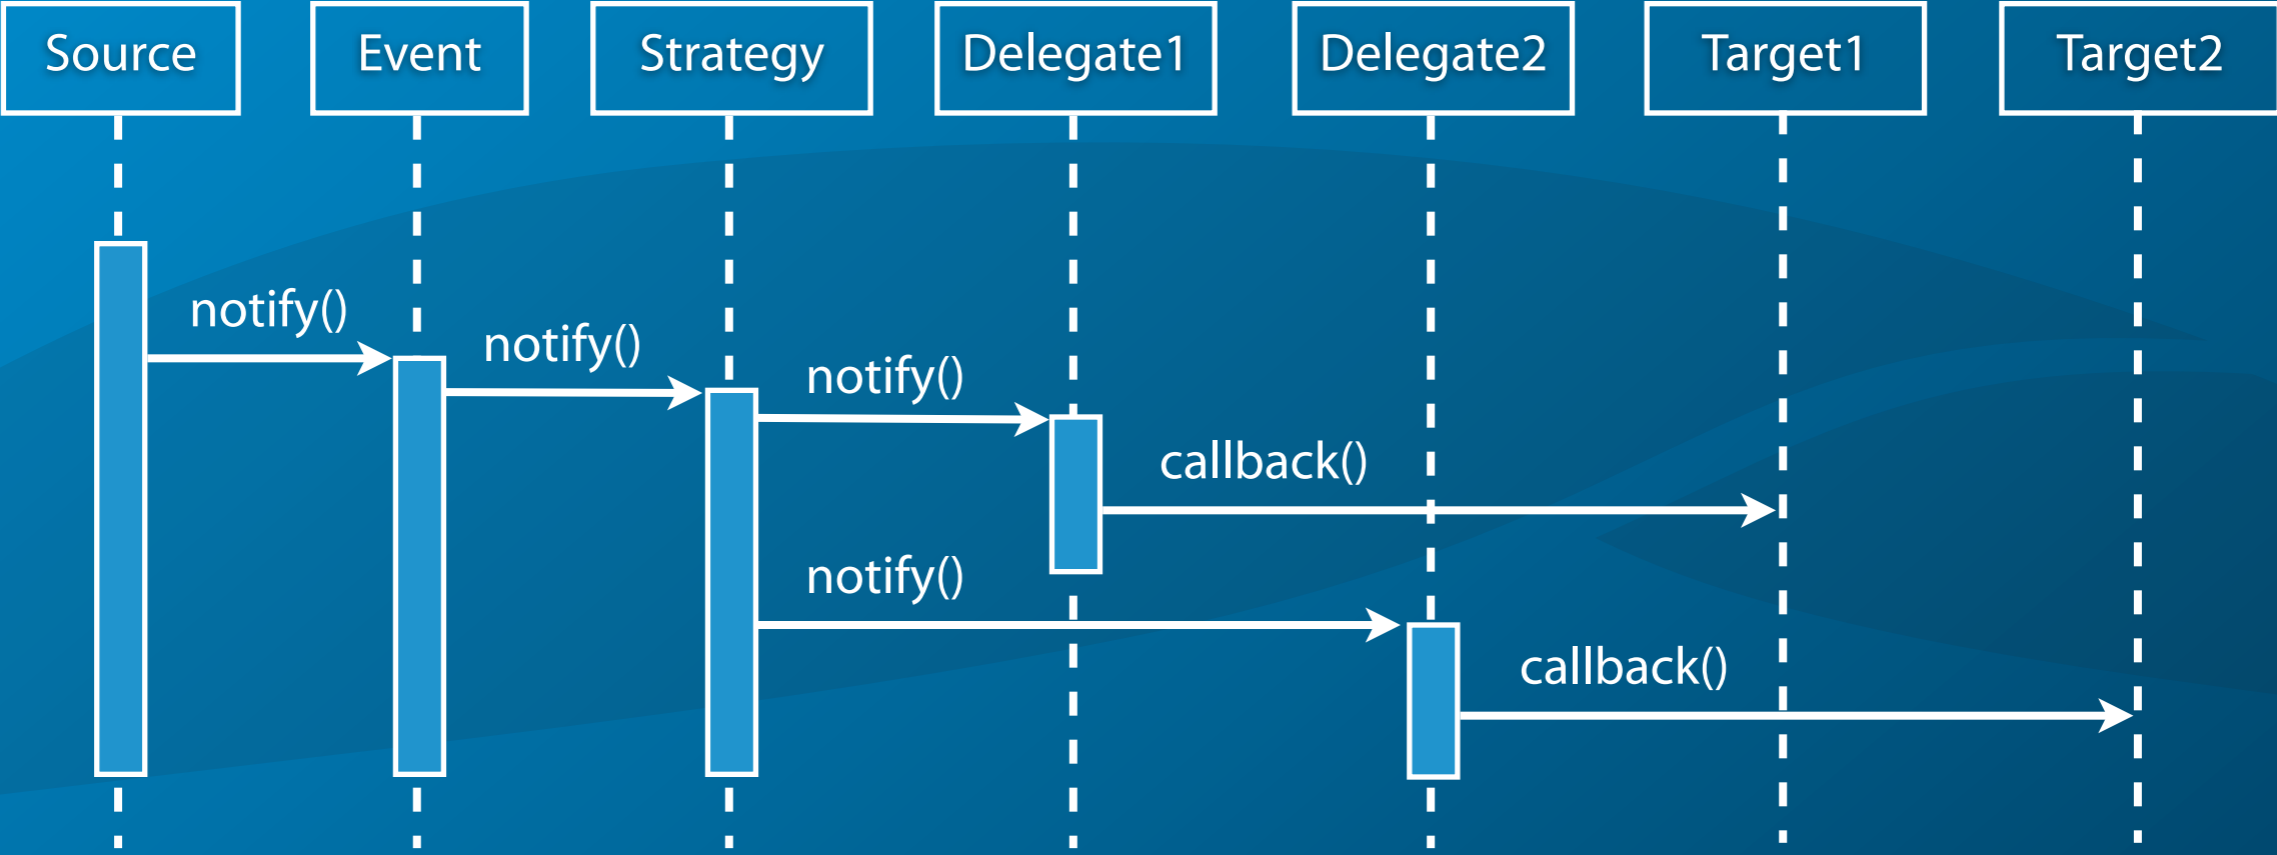 Source
Event
Strategy
Delegate1
Delegate2
Target1
Target2
notify()
notify()
notify()
callback()
notify()
callback()